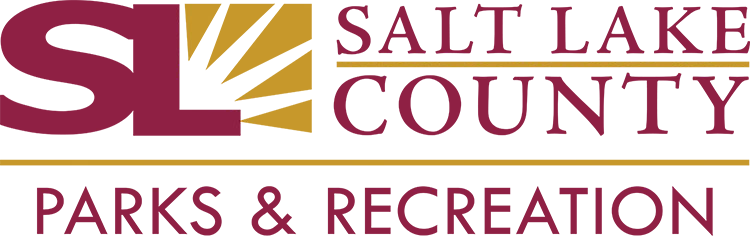 SL
SALT LAKE
COUNTY
PARKS & RECREATION